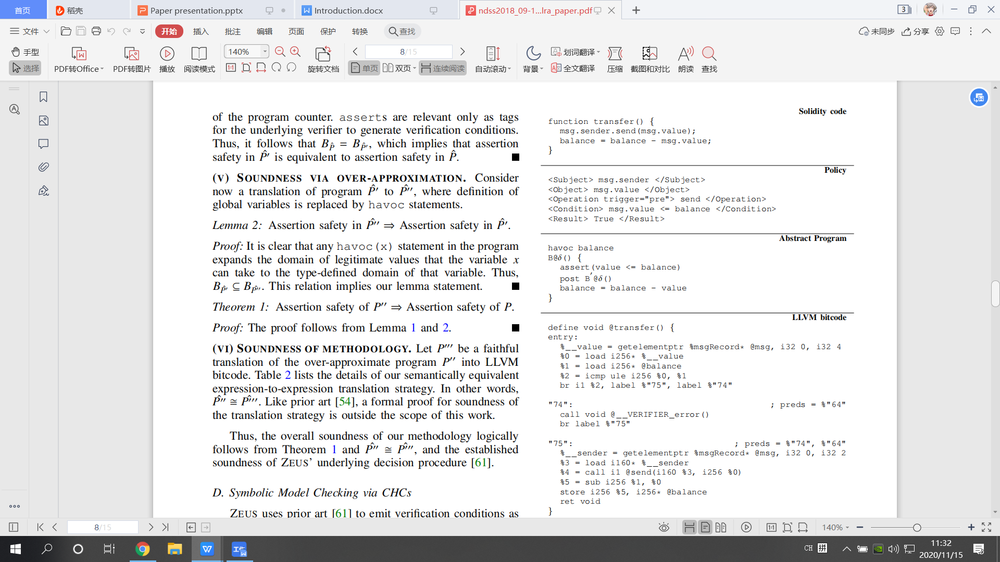 首页
稻壳
Paper presentation.pptx
Introduction.docx
ndss2018_09-1...lra_paper.pdf
3
文件
开始
插入
批注
编辑
页面
保护
转换
查找
未同步
分享
手型
选择
PDF转Office
PDF转图片
播放
阅读模式
140%
1:1
旋转文档
8/15
单页
双页
连续阅读
自动滚动
背景
划词翻译
全文翻译
压缩
截图和对比
朗读
查找
of the program counter. asserts are relevant only as tags
for the underlying verifier to generate verification conditions.
Thus, it follows that B_P̂ = B_P̂′, which implies that assertion
safety in P̂′ is equivalent to assertion safety in P̂. ■
(V) SOUNDNESS VIA OVER-APPROXIMATION. Consider
now a translation of program P̂′ to P̂′′, where definition of
global variables is replaced by havoc statements.
Lemma 2: Assertion safety in P̂′′ ⇒ Assertion safety in P̂′.
Proof: It is clear that any havoc(x) statement in the program
expands the domain of legitimate values that the variable x
can take to the type-defined domain of that variable. Thus,
B_P̂′ ⊆ B_P̂′′. This relation implies our lemma statement. ■
Theorem 1: Assertion safety of P′′ ⇒ Assertion safety of P.
Proof: The proof follows from Lemma 1 and 2. ■
(VI) SOUNDNESS OF METHODOLOGY. Let P′′′ be a faithful
translation of the over-approximate program P′′ into LLVM
bitcode. Table 2 lists the details of our semantically equivalent
expression-to-expression translation strategy. In other words,
P̂′′ ≅ P̂′′′. Like prior art [54], a formal proof for soundness of
the translation strategy is outside the scope of this work.
Thus, the overall soundness of our methodology logically
follows from Theorem 1 and P̂′′ ≅ P̂′′′, and the established
soundness of ZEUS’ underlying decision procedure [61].
D. Symbolic Model Checking via CHCs
ZEUS uses prior art [61] to emit verification conditions as
Solidity code
function transfer() {
msg.sender.send(msg.value);
balance = balance - msg.value;
}
Policy
<Subject> msg.sender </Subject>
<Object> msg.value </Object>
<Operation trigger="pre"> send </Operation>
<Condition> msg.value <= balance </Condition>
<Result> True </Result>
Abstract Program
havoc balance
B@δ() {
assert(value <= balance)
post B′@δ()
balance = balance - value
}
LLVM bitcode
define void @transfer() {
entry:
%__value = getelementptr %msgRecord* @msg, i32 0, i32 4
%0 = load i256* %__value
%1 = load i256* @balance
%2 = icmp ule i256 %0, %1
br i1 %2, label %"75", label %"74"
"74": ; preds = %"64"
call void @__VERIFIER_error()
br label %"75"
"75": ; preds = %"74", %"64"
%__sender = getelementptr %msgRecord* @msg, i32 0, i32 2
%3 = load i160* %__sender
%4 = call i1 @send(i160 %3, i256 %0)
%5 = sub i256 %1, %0
store i256 %5, i256* @balance
ret void
}
8/15
1:1
140%
CH 拼
11:32
2020/11/15